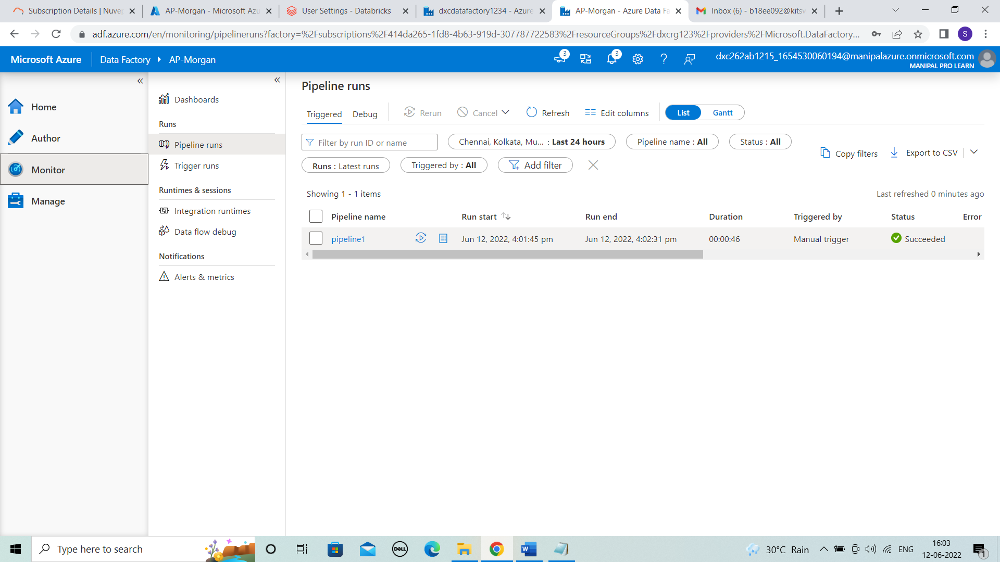 Subscription Details | Nuvep
AP-Morgan - Microsoft Azu
User Settings - Databricks
dxcdatafactory1234 - Azure
AP-Morgan - Azure Data Fa
Inbox (6) - b18ee092@kitsw
adf.azure.com/en/monitoring/pipelineruns?factory=%2Fsubscriptions%2F414da265-1fd8-4b63-919d-307787722583%2FresourceGroups%2Fdxcrg123%2Fproviders%2FMicrosoft.DataFactory...
S
Microsoft Azure
Data Factory
AP-Morgan
3
3
dxc262ab1215_1654530060194@manipalazure.onmicrosoft.com
MANIPAL PRO LEARN
Home
Author
Monitor
Manage
Dashboards
Runs
Pipeline runs
Trigger runs
Runtimes & sessions
Integration runtimes
Data flow debug
Notifications
Alerts & metrics
Pipeline runs
Triggered
Debug
Rerun
Cancel
Refresh
Edit columns
List
Gantt
Filter by run ID or name
Chennai, Kolkata, Mu... : Last 24 hours
Pipeline name : All
Status : All
Copy filters
Export to CSV
Runs : Latest runs
Triggered by : All
Add filter
Showing 1 - 1 items
Last refreshed 0 minutes ago
Pipeline name Run start Run end Duration Triggered by Status Error
pipeline1 Jun 12, 2022, 4:01:45 pm Jun 12, 2022, 4:02:31 pm 00:00:46 Manual trigger Succeeded
Type here to search
DELL
W
30°C Rain
ENG
16:03
12-06-2022
1